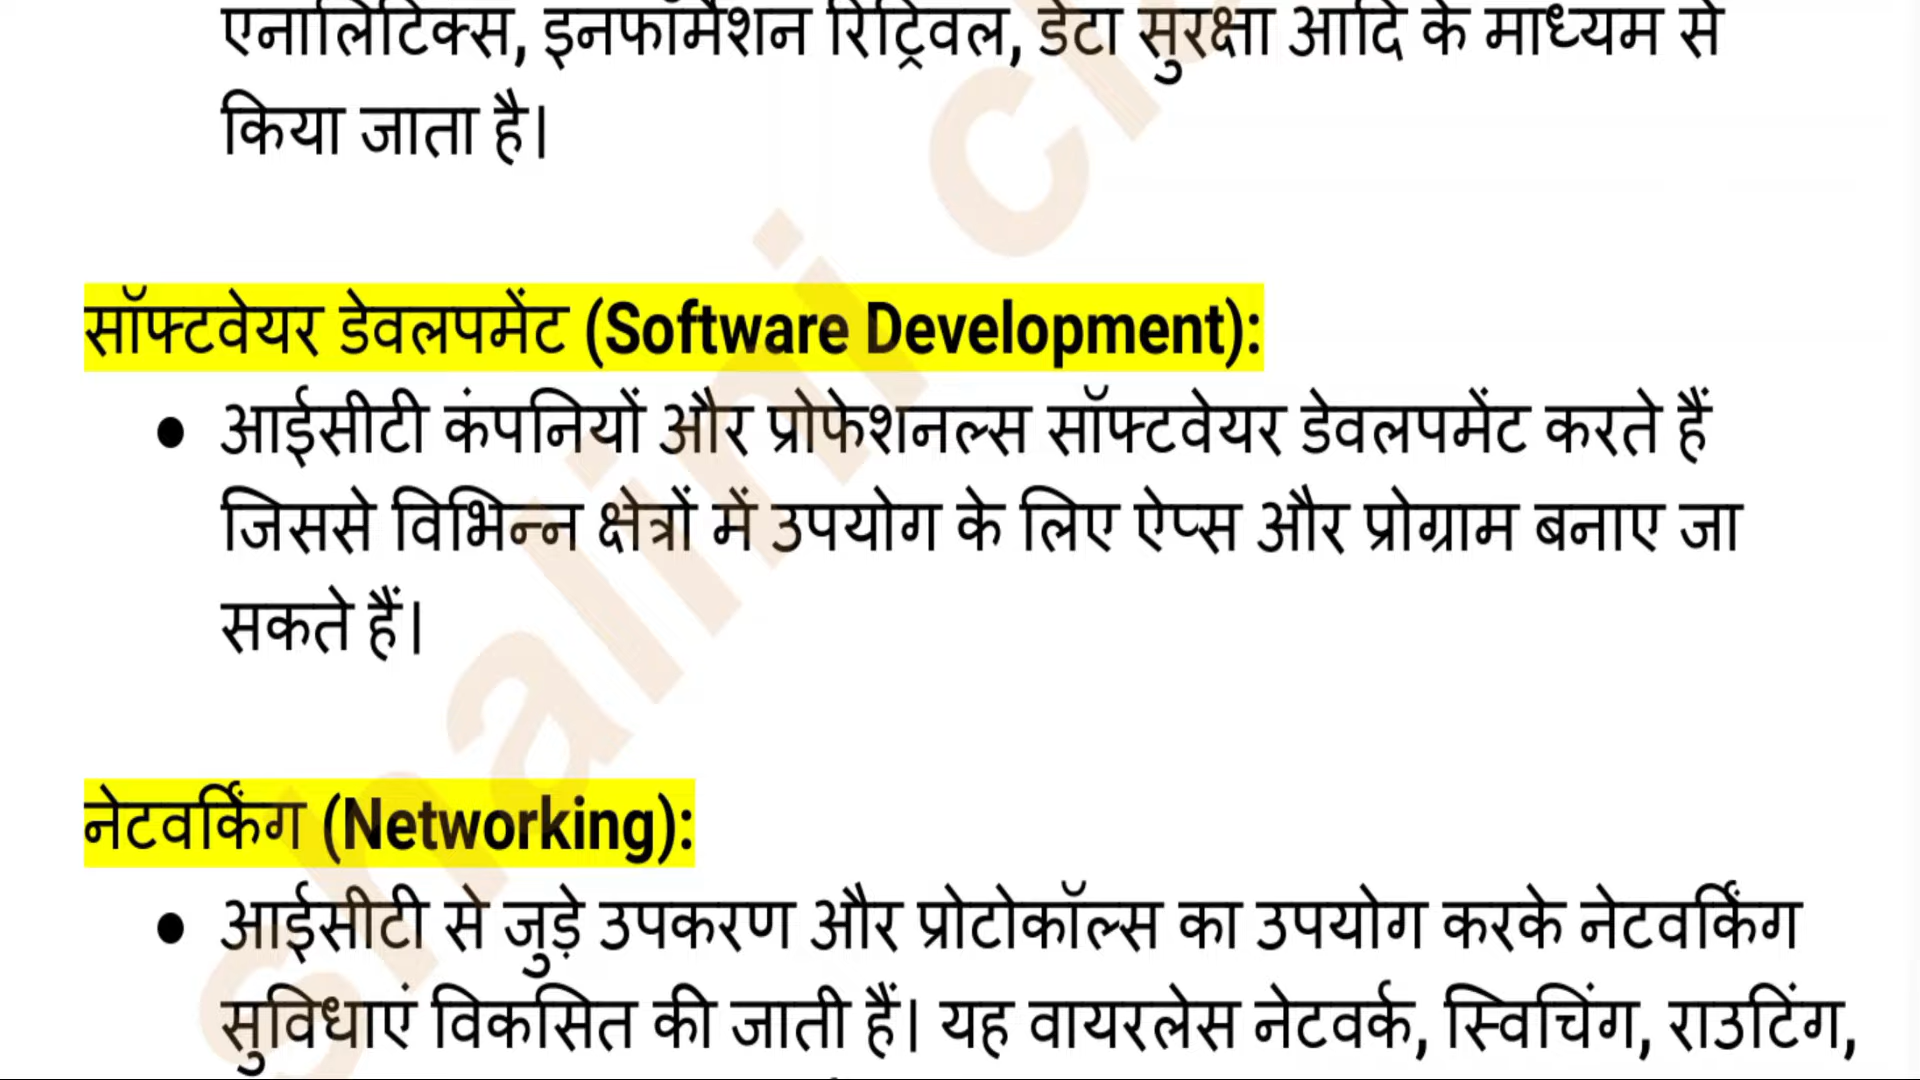 एनालिटिक्स, इनफॉर्मेशन रिट्रिवल, डेटा सुरक्षा आदि के माध्यम से
किया जाता है।
सॉफ्टवेयर डेवलपमेंट (Software Development):
● आईसीटी कंपनियों और प्रोफेशनल्स सॉफ्टवेयर डेवलपमेंट करते हैं
जिससे विभिन्न क्षेत्रों में उपयोग के लिए ऐप्स और प्रोग्राम बनाए जा
सकते हैं।
नेटवर्किंग (Networking):
● आईसीटी से जुड़े उपकरण और प्रोटोकॉल्स का उपयोग करके नेटवर्किंग
सुविधाएं विकसित की जाती हैं। यह वायरलेस नेटवर्क, स्विचिंग, राउटिंग,
shalini